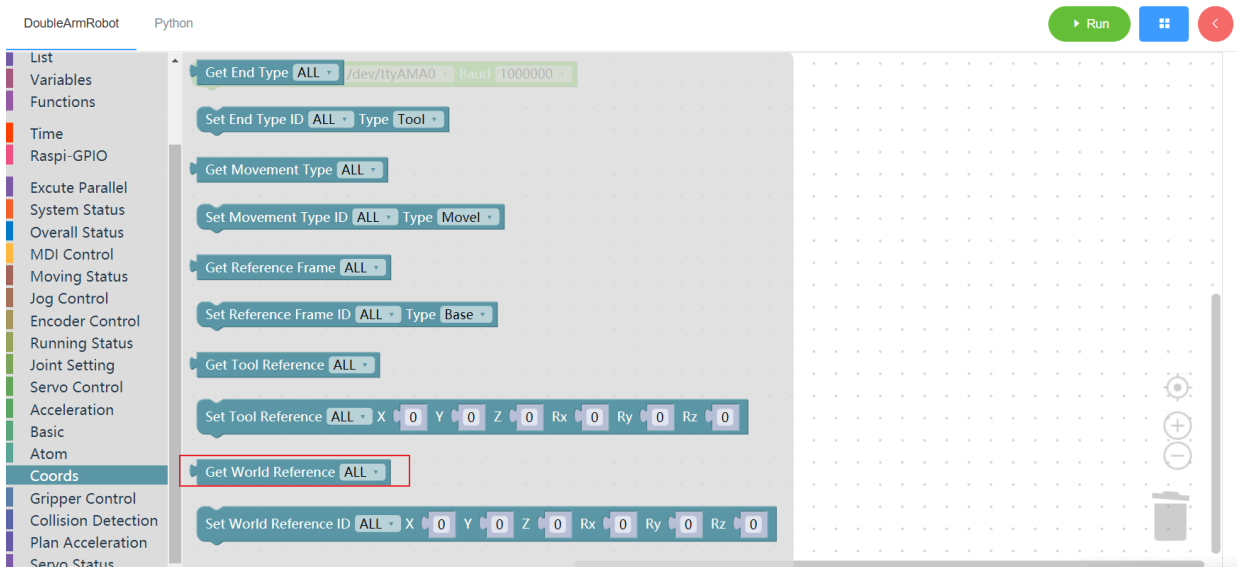 DoubleArmRobot Python Run
List
Variables
Functions
Time
Raspi-GPIO
Excute Parallel
System Status
Overall Status
MDI Control
Moving Status
Jog Control
Encoder Control
Running Status
Joint Setting
Servo Control
Acceleration
Basic
Atom
Coords
Gripper Control
Collision Detection
Plan Acceleration
Servo Status
Get End Type ALL /dev/ttyAMA0 Baud 1000000
Set End Type ID ALL Type Tool
Get Movement Type ALL
Set Movement Type ID ALL Type Movel
Get Reference Frame ALL
Set Reference Frame ID ALL Type Base
Get Tool Reference ALL
Set Tool Reference ALL X 0 Y 0 Z 0 Rx 0 Ry 0 Rz 0
Get World Reference ALL
Set World Reference ID ALL X 0 Y 0 Z 0 Rx 0 Ry 0 Rz 0